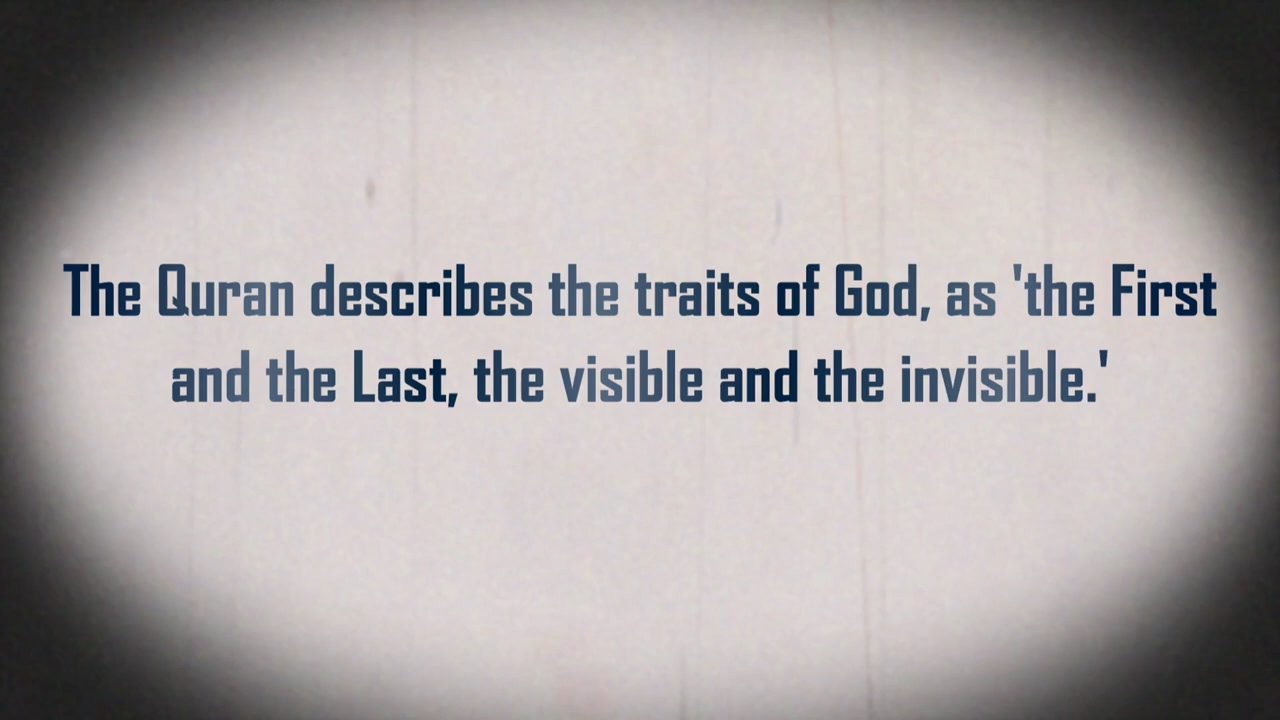 The Quran describes the traits of God, as 'the First
and the Last, the visible and the invisible.'